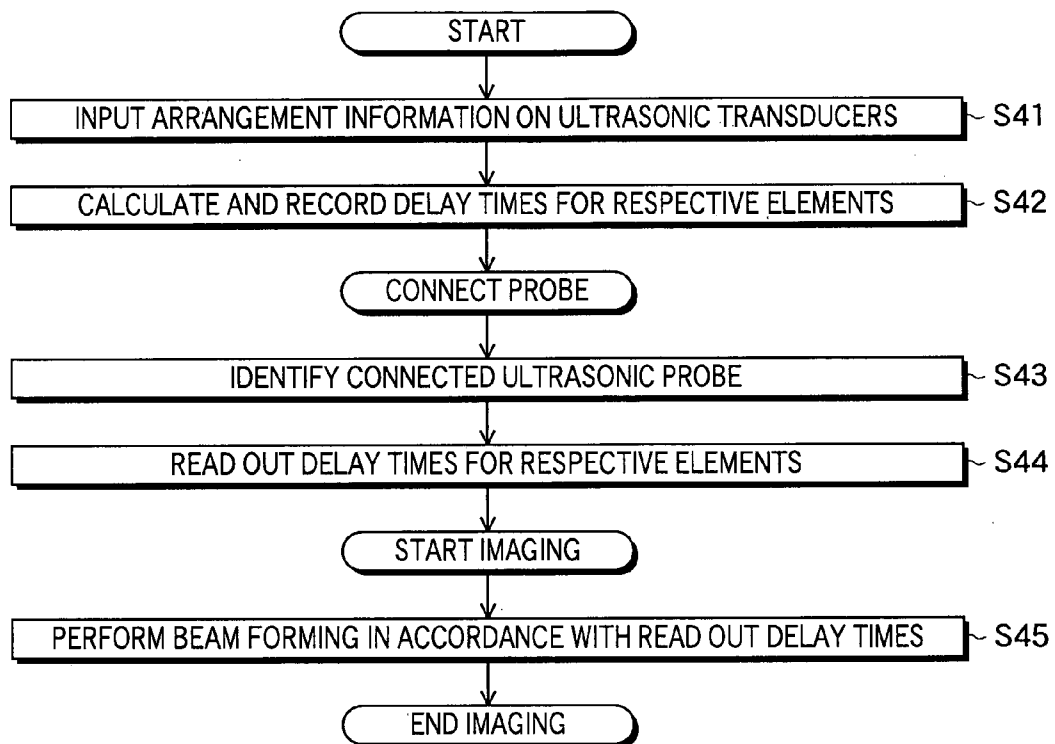 START
INPUT ARRANGEMENT INFORMATION ON ULTRASONIC TRANSDUCERS ~ S41
CALCULATE AND RECORD DELAY TIMES FOR RESPECTIVE ELEMENTS ~ S42
CONNECT PROBE
IDENTIFY CONNECTED ULTRASONIC PROBE ~ S43
READ OUT DELAY TIMES FOR RESPECTIVE ELEMENTS ~ S44
START IMAGING
PERFORM BEAM FORMING IN ACCORDANCE WITH READ OUT DELAY TIMES ~ S45
END IMAGING